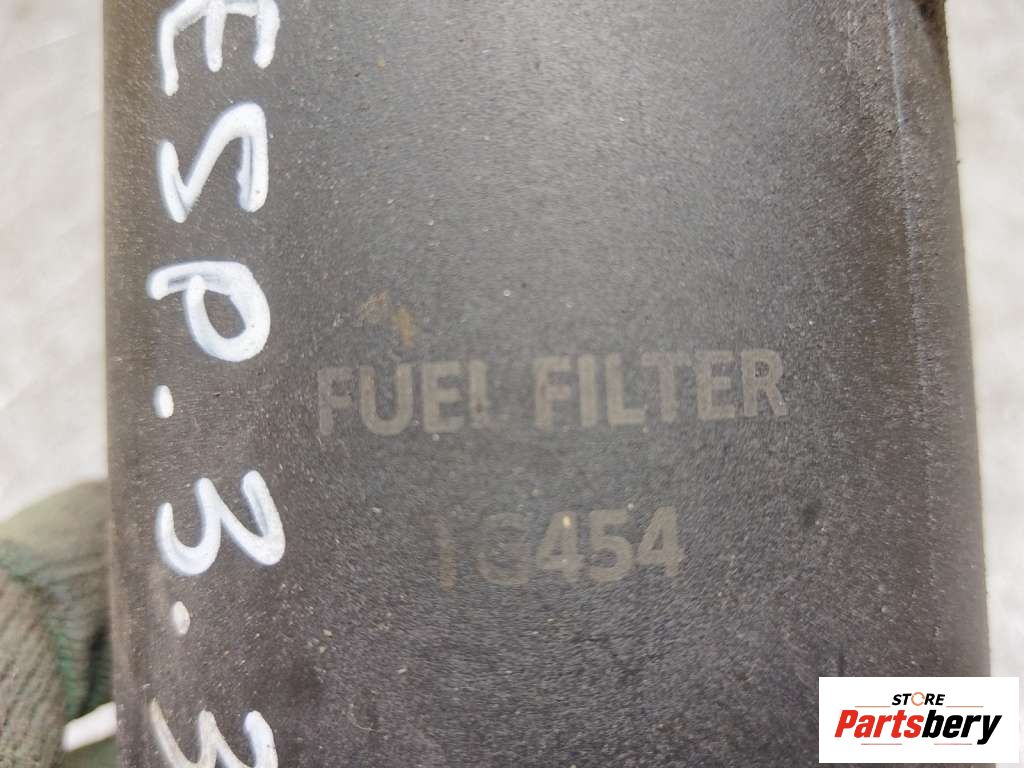 ESP.3.3
FUEL FILTER
1G454
STORE
Partsbery